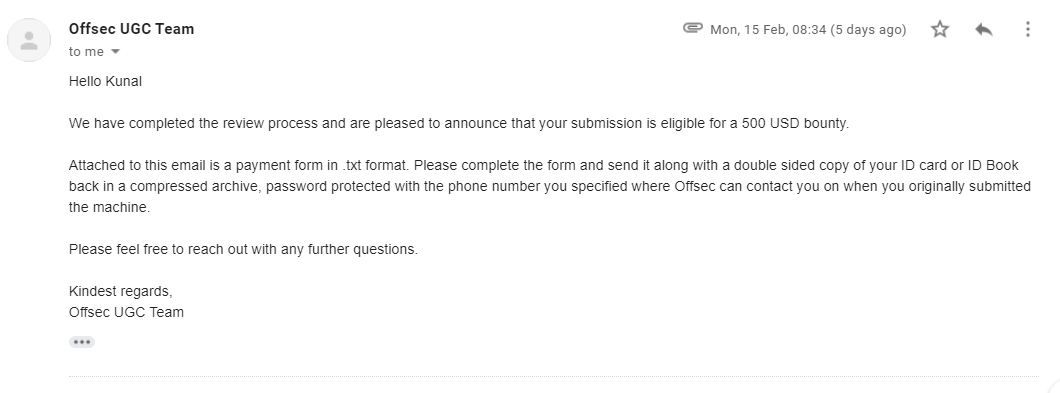 Offsec UGC Team
Mon, 15 Feb, 08:34 (5 days ago)
to me
Hello Kunal
We have completed the review process and are pleased to announce that your submission is eligible for a 500 USD bounty.
Attached to this email is a payment form in .txt format. Please complete the form and send it along with a double sided copy of your ID card or ID Book
back in a compressed archive, password protected with the phone number you specified where Offsec can contact you on when you originally submitted
the machine.
Please feel free to reach out with any further questions.
Kindest regards,
Offsec UGC Team